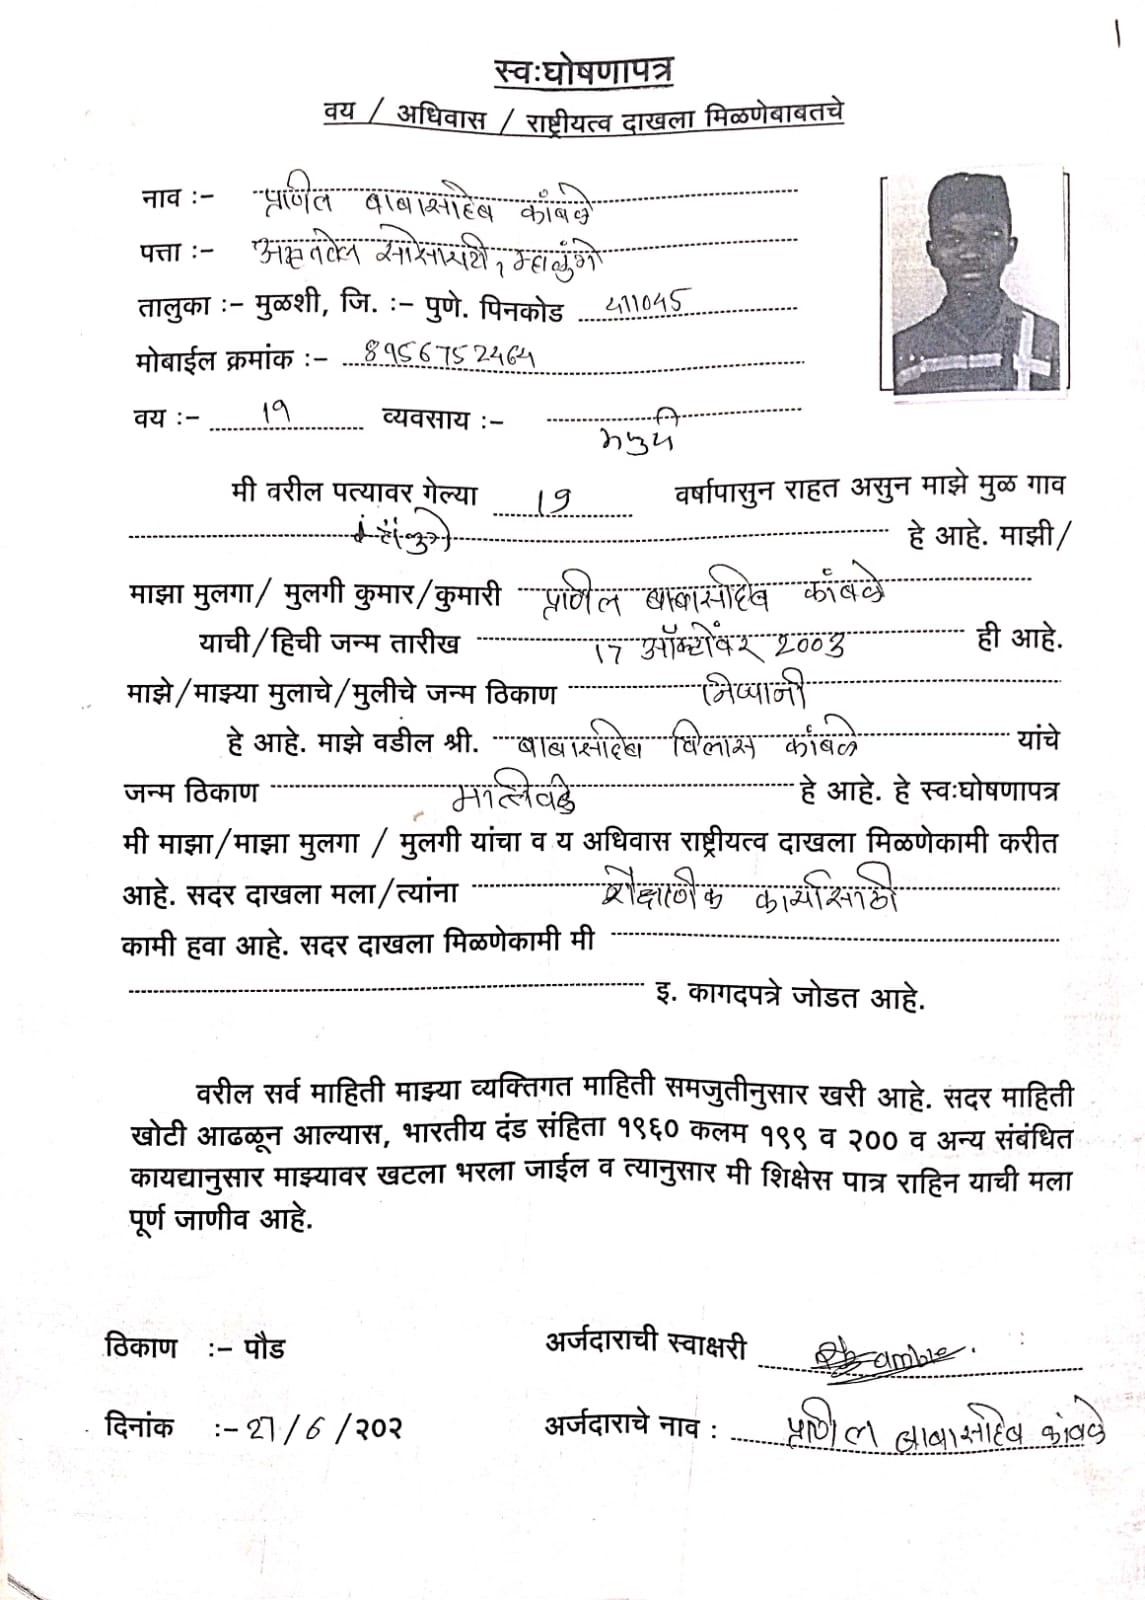 १
स्वःघोषणापत्र
वय / अधिवास / राष्ट्रीयत्व दाखला मिळणेबाबतचे
नाव :- प्रणिल बाबासाहेब कांबळे
पत्ता :- अमृतवेल सोसायटी, म्हाळुंगे
तालुका :- मुळशी, जि. :- पुणे. पिनकोड 411045
मोबाईल क्रमांक :- 8956752464
वय :- 19 व्यवसाय :-
मी वरील पत्यावर गेल्या 19 वर्षापासुन राहत असुन माझे मुळ गाव
हे आहे. माझी/
माझा मुलगा/ मुलगी कुमार/कुमारी प्रणिल बाबासाहेब कांबळे
याची/हिची जन्म तारीख 17 ऑक्टोंबर 2003 ही आहे.
माझे/माझ्या मुलाचे/मुलीचे जन्म ठिकाण निप्पानी
हे आहे. माझे वडील श्री. बाबासाहेब विलास कांबळे यांचे
जन्म ठिकाण हे आहे. हे स्वःघोषणापत्र
मी माझा/माझा मुलगा / मुलगी यांचा व य अधिवास राष्ट्रीयत्व दाखला मिळणेकामी करीत
आहे. सदर दाखला मला/त्यांना शैक्षाणिक कार्यासाठी
कामी हवा आहे. सदर दाखला मिळणेकामी मी
इ. कागदपत्रे जोडत आहे.
वरील सर्व माहिती माझ्या व्यक्तिगत माहिती समजुतीनुसार खरी आहे. सदर माहिती
खोटी आढळून आल्यास, भारतीय दंड संहिता १९६० कलम १९९ व २०० व अन्य संबंधित
कायद्यानुसार माझ्यावर खटला भरला जाईल व त्यानुसार मी शिक्षेस पात्र राहिन याची मला
पूर्ण जाणीव आहे.
ठिकाण :- पौड अर्जदाराची स्वाक्षरी
दिनांक :- 27/6/२०२ अर्जदाराचे नाव : प्रणिल बाबासाहेब कांबळे